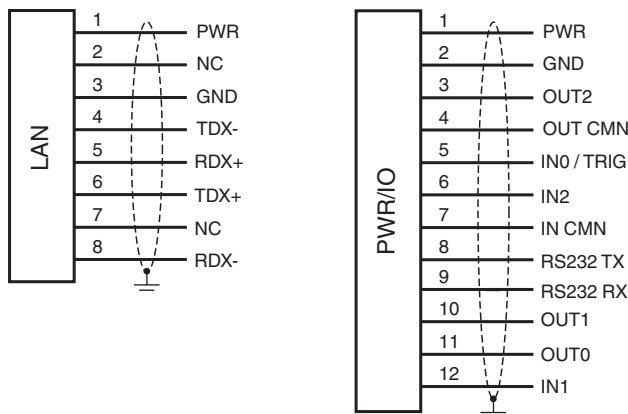 LAN
1 PWR
2 NC
3 GND
4 TDX-
5 RDX+
6 TDX+
7 NC
8 RDX-
PWR/IO
1 PWR
2 GND
3 OUT2
4 OUT CMN
5 IN0 / TRIG
6 IN2
7 IN CMN
8 RS232 TX
9 RS232 RX
10 OUT1
11 OUT0
12 IN1